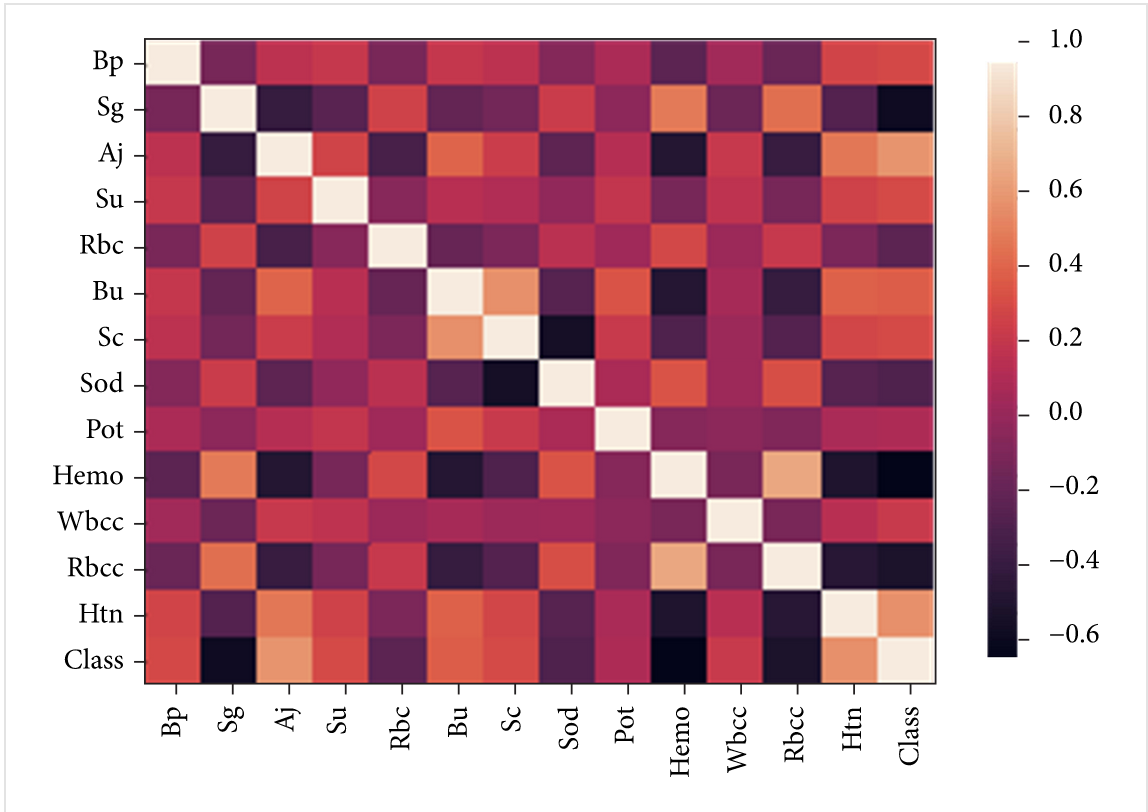 Bp
Sg
Aj
Su
Rbc
Bu
Sc
Sod
Pot
Hemo
Wbcc
Rbcc
Htn
Class
Bp
Sg
Aj
Su
Rbc
Bu
Sc
Sod
Pot
Hemo
Wbcc
Rbcc
Htn
Class
1.0
0.8
0.6
0.4
0.2
0.0
−0.2
−0.4
−0.6